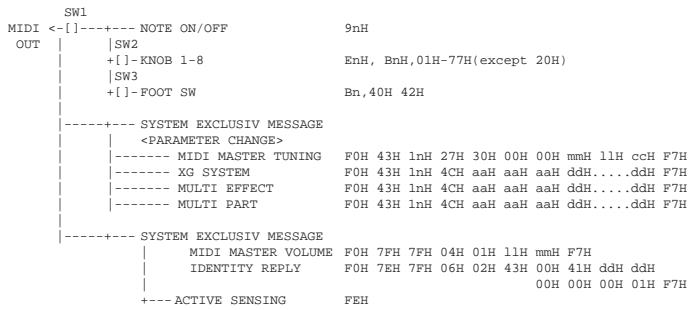 SW1
MIDI <-[]---+--- NOTE ON/OFF 9nH
OUT | |SW2
| +[]-KNOB 1-8 EnH, BnH,01H-77H(except 20H)
| |SW3
| +[]-FOOT SW Bn,40H 42H
|
|-----+--- SYSTEM EXCLUSIV MESSAGE
| | <PARAMETER CHANGE>
| |------- MIDI MASTER TUNING F0H 43H 1nH 27H 30H 00H 00H mmH llH ccH F7H
| |------- XG SYSTEM F0H 43H 1nH 4CH aaH aaH aaH ddH.....ddH F7H
| |------- MULTI EFFECT F0H 43H 1nH 4CH aaH aaH aaH ddH.....ddH F7H
| |------- MULTI PART F0H 43H 1nH 4CH aaH aaH aaH ddH.....ddH F7H
|
|-----+--- SYSTEM EXCLUSIV MESSAGE
| MIDI MASTER VOLUME F0H 7FH 7FH 04H 01H llH mmH F7H
| IDENTITY REPLY F0H 7EH 7FH 06H 02H 43H 00H 41H ddH ddH
| 00H 00H 00H 01H F7H
+---ACTIVE SENSING FEH